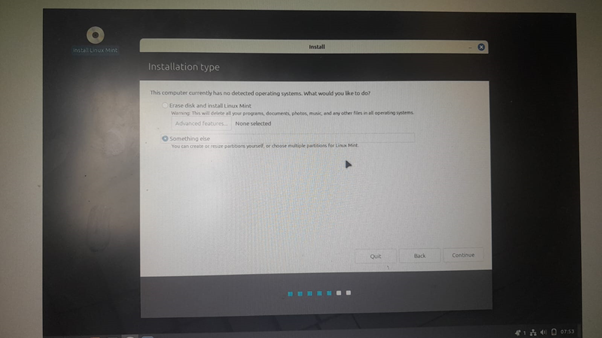 Install Linux Mint
Install
Installation type
This computer currently has no detected operating systems. What would you like to do?
Erase disk and install Linux Mint
Warning: This will delete all your programs, documents, photos, music, and any other files in all operating systems.
Advanced features... None selected
Something else
You can create or resize partitions yourself, or choose multiple partitions for Linux Mint.
Quit Back Continue
07:53